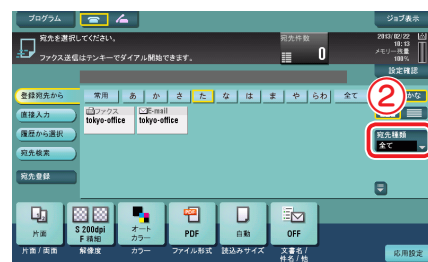 プログラム
ジョブ表示
宛先を選択してください。
ファクス送信はテンキーでダイアル開始できます。
宛先件数
0
2013/02/22
10:13
メモリー残量
100%
設定確認
登録宛先から
常用 あ か さ た な は ま や らわ 全て
かな
②
直接入力
ファクス
tokyo-office
E-mail
tokyo-office
履歴から選択
宛先検索
宛先種類
全て
宛先登録
片面
S 200dpi
F 精細
オート
カラー
PDF
自動
OFF
片面/両面
解像度
カラー
ファイル形式
読込みサイズ
文書名/
件名/他
応用設定